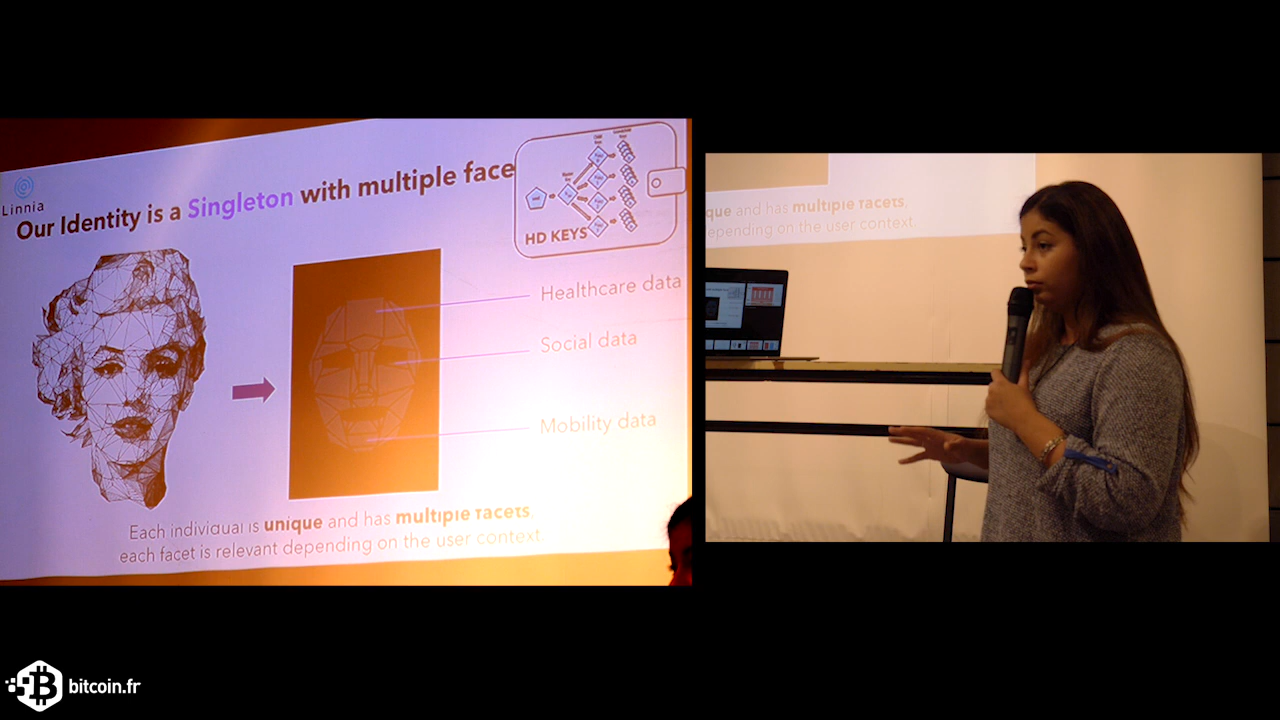 Linnia
Our Identity is a Singleton with multiple face
HD KEYS
Healthcare data
Social data
Mobility data
Each individual is unique and has multiple facets,
each facet is relevant depending on the user context.
que and has multiple facets,
epending on the user context
bitcoin.fr